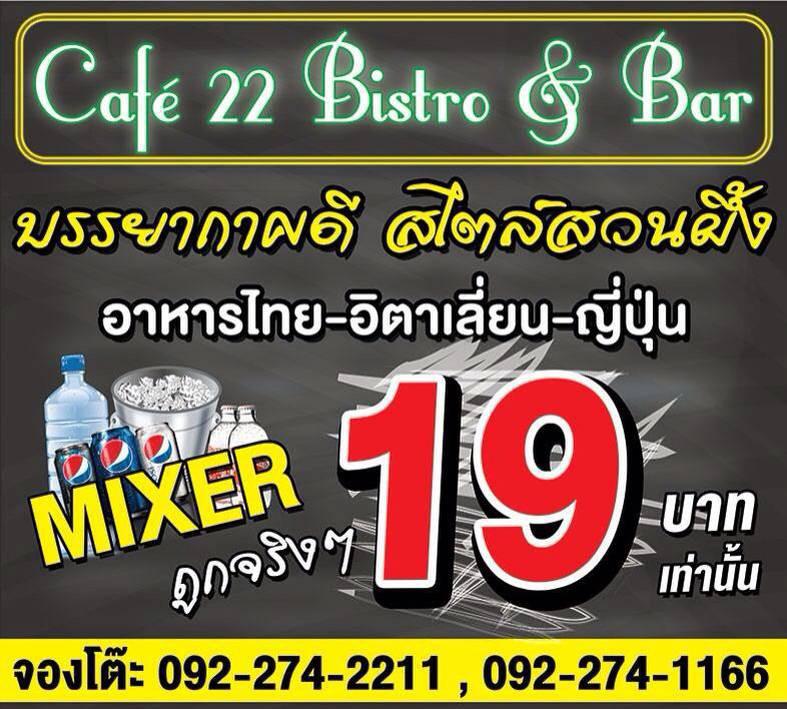 Café 22 Bistro & Bar
บรรยากาศดี สไตล์สวนผึ้ง
อาหารไทย-อิตาเลี่ยน-ญี่ปุ่น
MIXER
ถูกจริงๆ
19
บาท
เท่านั้น
จองโต๊ะ 092-274-2211 , 092-274-1166